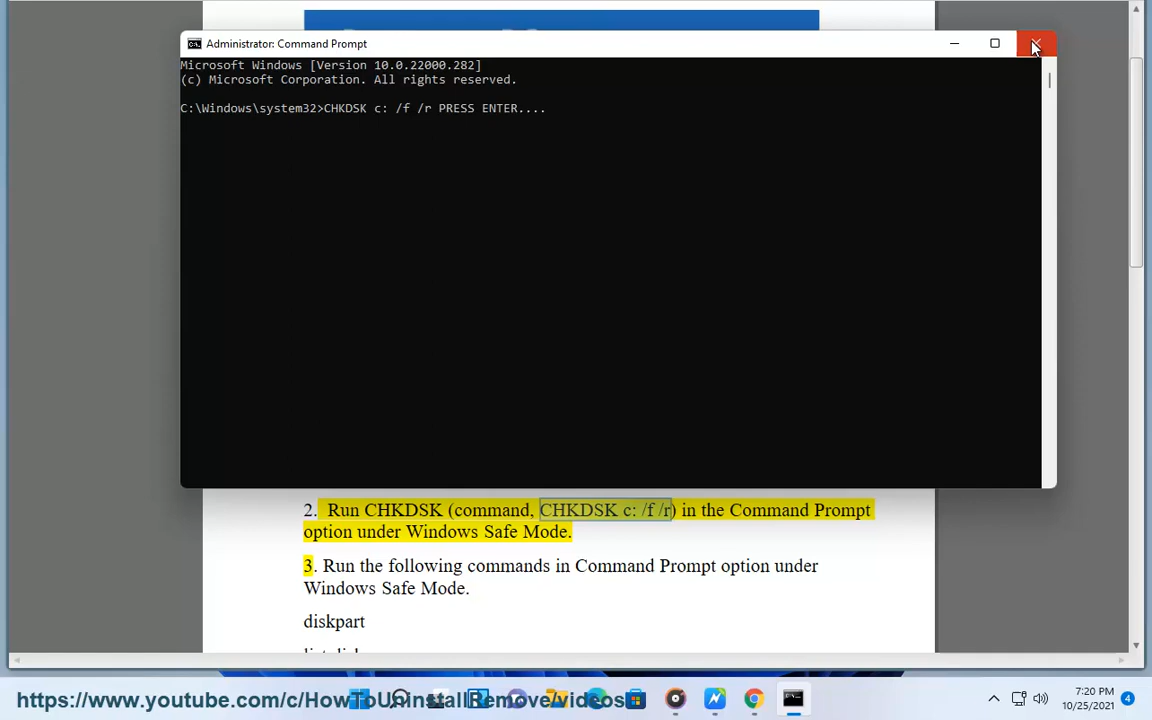 Administrator: Command Prompt
Microsoft Windows [Version 10.0.22000.282]
(c) Microsoft Corporation. All rights reserved.
C:\Windows\system32>CHKDSK c: /f /r PRESS ENTER....
2. Run CHKDSK (command, CHKDSK c: /f /r) in the Command Prompt
option under Windows Safe Mode.
3. Run the following commands in Command Prompt option under
Windows Safe Mode.
diskpart
https://www.youtube.com/c/HowToUninstallRemove/videos
7:20 PM
10/25/2021
4